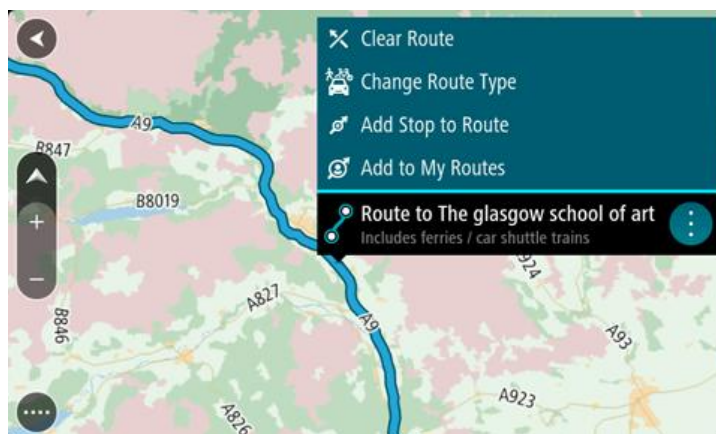 Clear Route
Change Route Type
Add Stop to Route
Add to My Routes
Route to The glasgow school of art
Includes ferries / car shuttle trains
A9
B847
B8019
A827
A9
B846
A924
A93
A923
A826